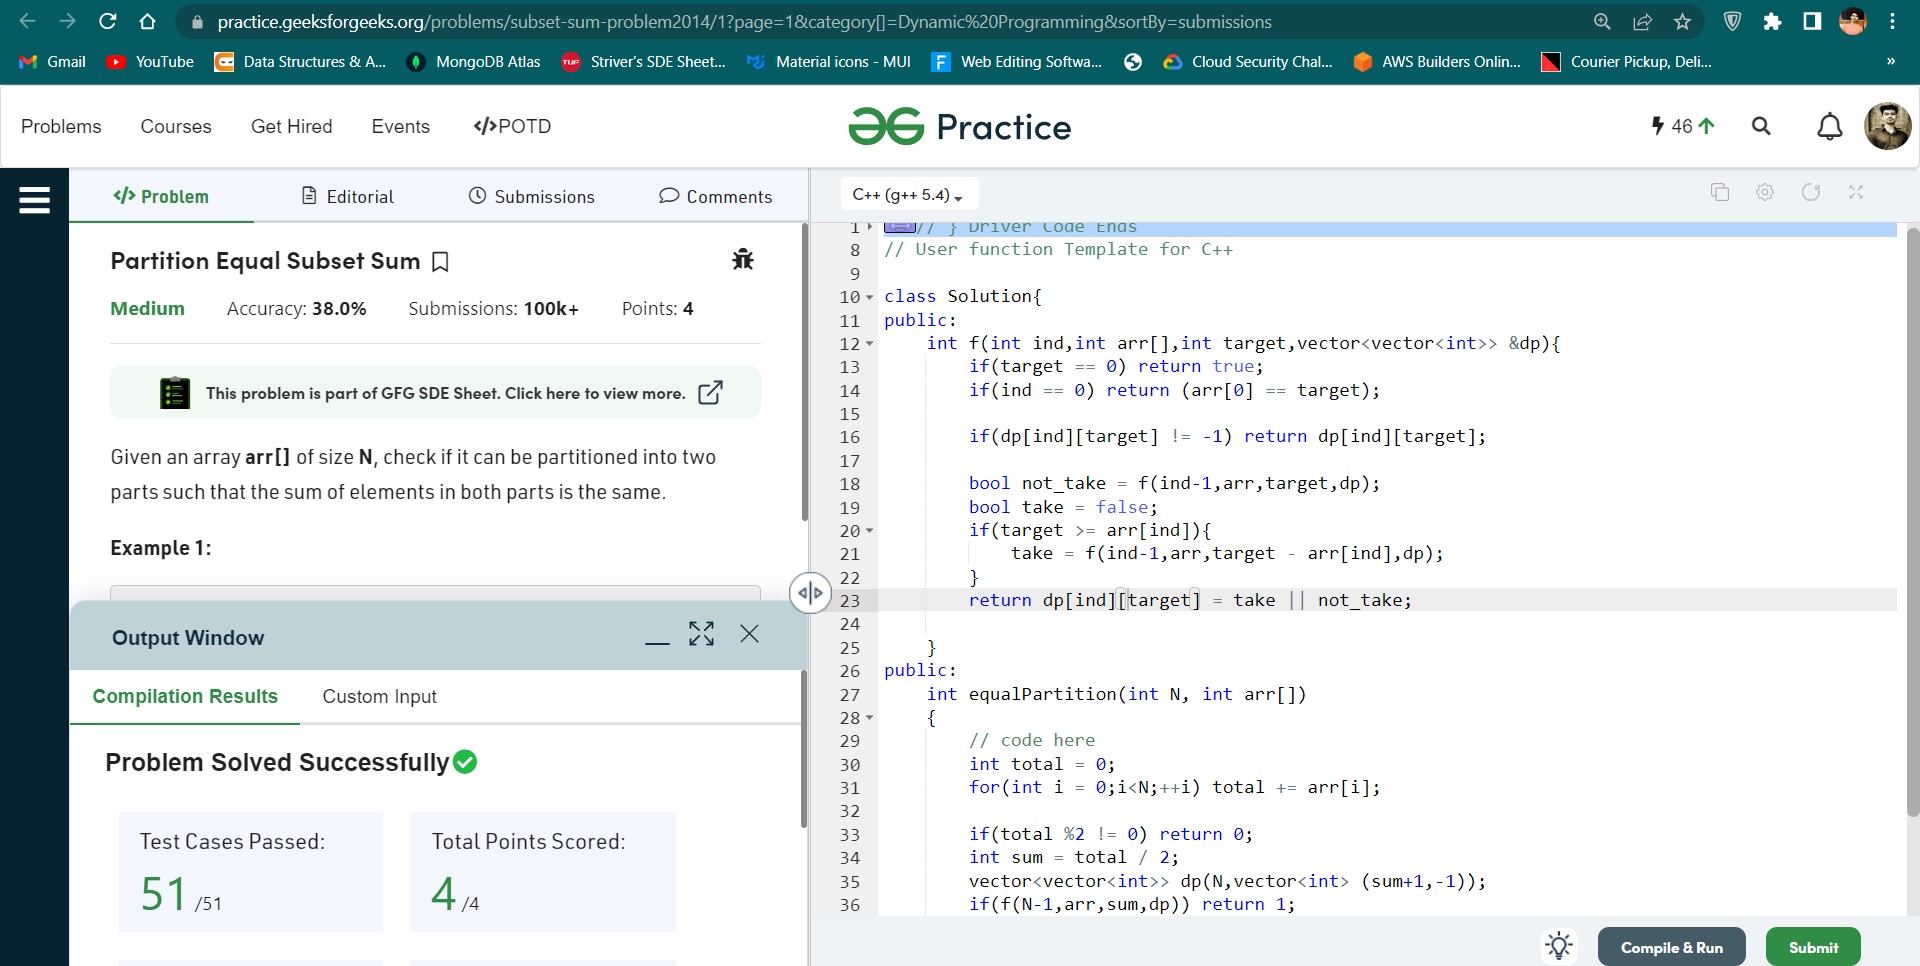 practice.geeksforgeeks.org/problems/subset-sum-problem2014/1?page=1&category[]=Dynamic%20Programming&sortBy=submissions
Gmail YouTube Data Structures & A... MongoDB Atlas TUF Striver's SDE Sheet... Material icons - MUI F Web Editing Softwa... Cloud Security Chal... AWS Builders Onlin... Courier Pickup, Deli... »
Problems Courses Get Hired Events </>POTD Practice 46
</> Problem Editorial Submissions Comments
Partition Equal Subset Sum
Medium Accuracy: 38.0% Submissions: 100k+ Points: 4
This problem is part of GFG SDE Sheet. Click here to view more.
Given an array arr[] of size N, check if it can be partitioned into two
parts such that the sum of elements in both parts is the same.
Example 1:
Output Window
Compilation Results Custom Input
Problem Solved Successfully
Test Cases Passed:
51 /51
Total Points Scored:
4 /4
C++ (g++ 5.4)
1 // } Driver Code Ends
8 // User function Template for C++
9
10 class Solution{
11 public:
12 int f(int ind,int arr[],int target,vector<vector<int>> &dp){
13 if(target == 0) return true;
14 if(ind == 0) return (arr[0] == target);
15
16 if(dp[ind][target] != -1) return dp[ind][target];
17
18 bool not_take = f(ind-1,arr,target,dp);
19 bool take = false;
20 if(target >= arr[ind]){
21 take = f(ind-1,arr,target - arr[ind],dp);
22 }
23 return dp[ind][target] = take || not_take;
24
25 }
26 public:
27 int equalPartition(int N, int arr[])
28 {
29 // code here
30 int total = 0;
31 for(int i = 0;i<N;++i) total += arr[i];
32
33 if(total %2 != 0) return 0;
34 int sum = total / 2;
35 vector<vector<int>> dp(N,vector<int> (sum+1,-1));
36 if(f(N-1,arr,sum,dp)) return 1;
Compile & Run Submit